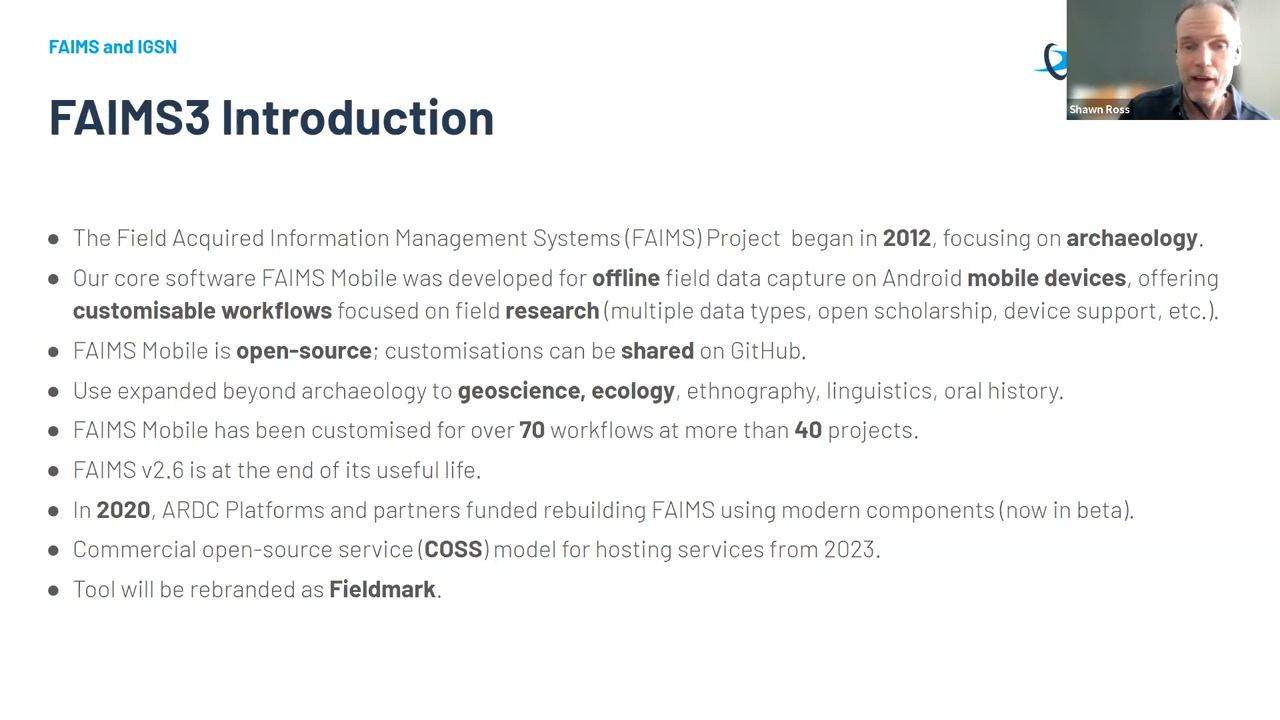 FAIMS and IGSN
FAIMS3 Introduction
Shawn Ross
● The Field Acquired Information Management Systems (FAIMS) Project began in 2012, focusing on archaeology.
● Our core software FAIMS Mobile was developed for offline field data capture on Android mobile devices, offering
customisable workflows focused on field research (multiple data types, open scholarship, device support, etc.).
● FAIMS Mobile is open-source; customisations can be shared on GitHub.
● Use expanded beyond archaeology to geoscience, ecology, ethnography, linguistics, oral history.
● FAIMS Mobile has been customised for over 70 workflows at more than 40 projects.
● FAIMS v2.6 is at the end of its useful life.
● In 2020, ARDC Platforms and partners funded rebuilding FAIMS using modern components (now in beta).
● Commercial open-source service (COSS) model for hosting services from 2023.
● Tool will be rebranded as Fieldmark.